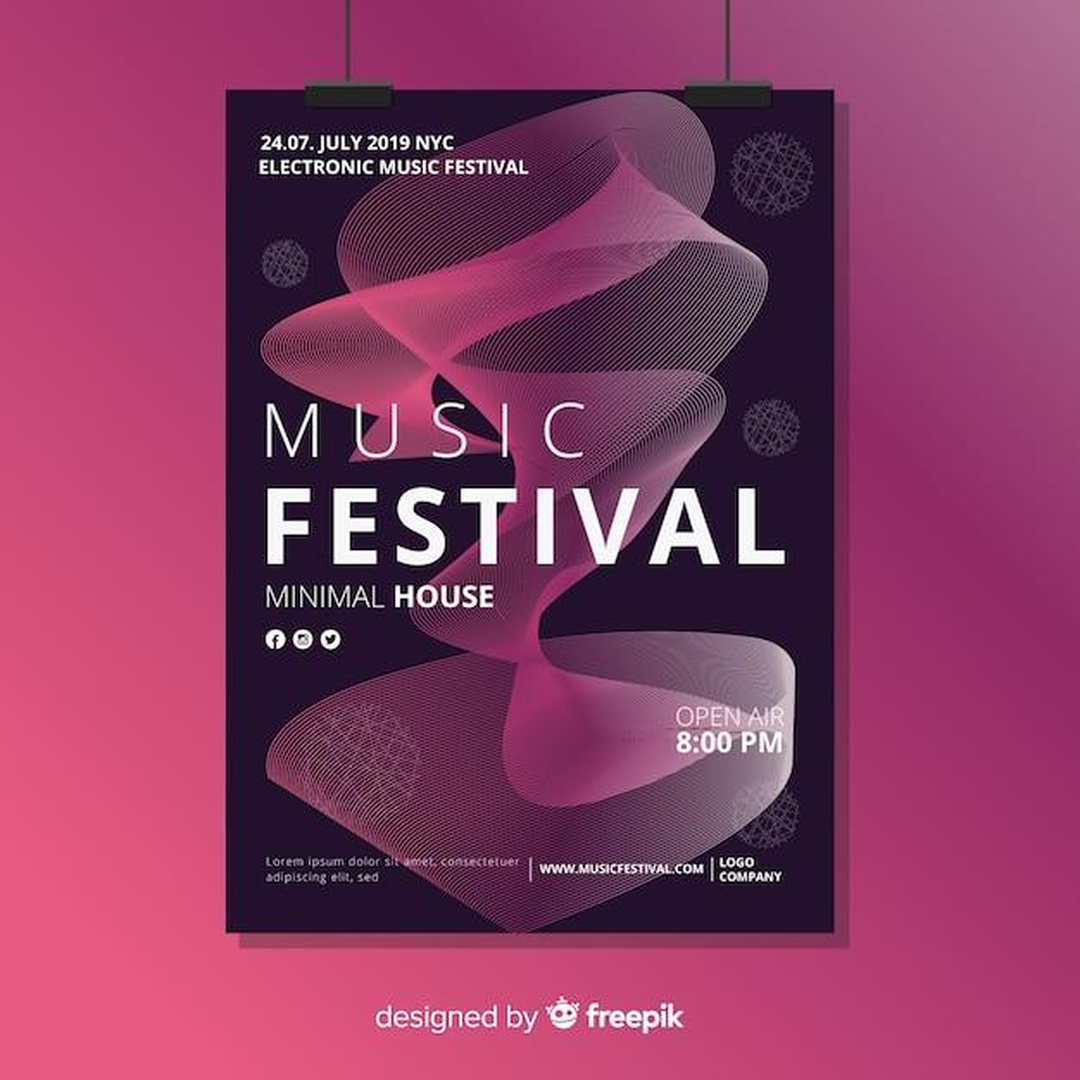 24.07. JULY 2019 NYC
ELECTRONIC MUSIC FESTIVAL
MUSIC
FESTIVAL
MINIMAL HOUSE
OPEN AIR
8:00 PM
Lorem ipsum dolor sit amet, consectetuer
adipiscing elit, sed
WWW.MUSICFESTIVAL.COM
LOGO
COMPANY
designed by freepik